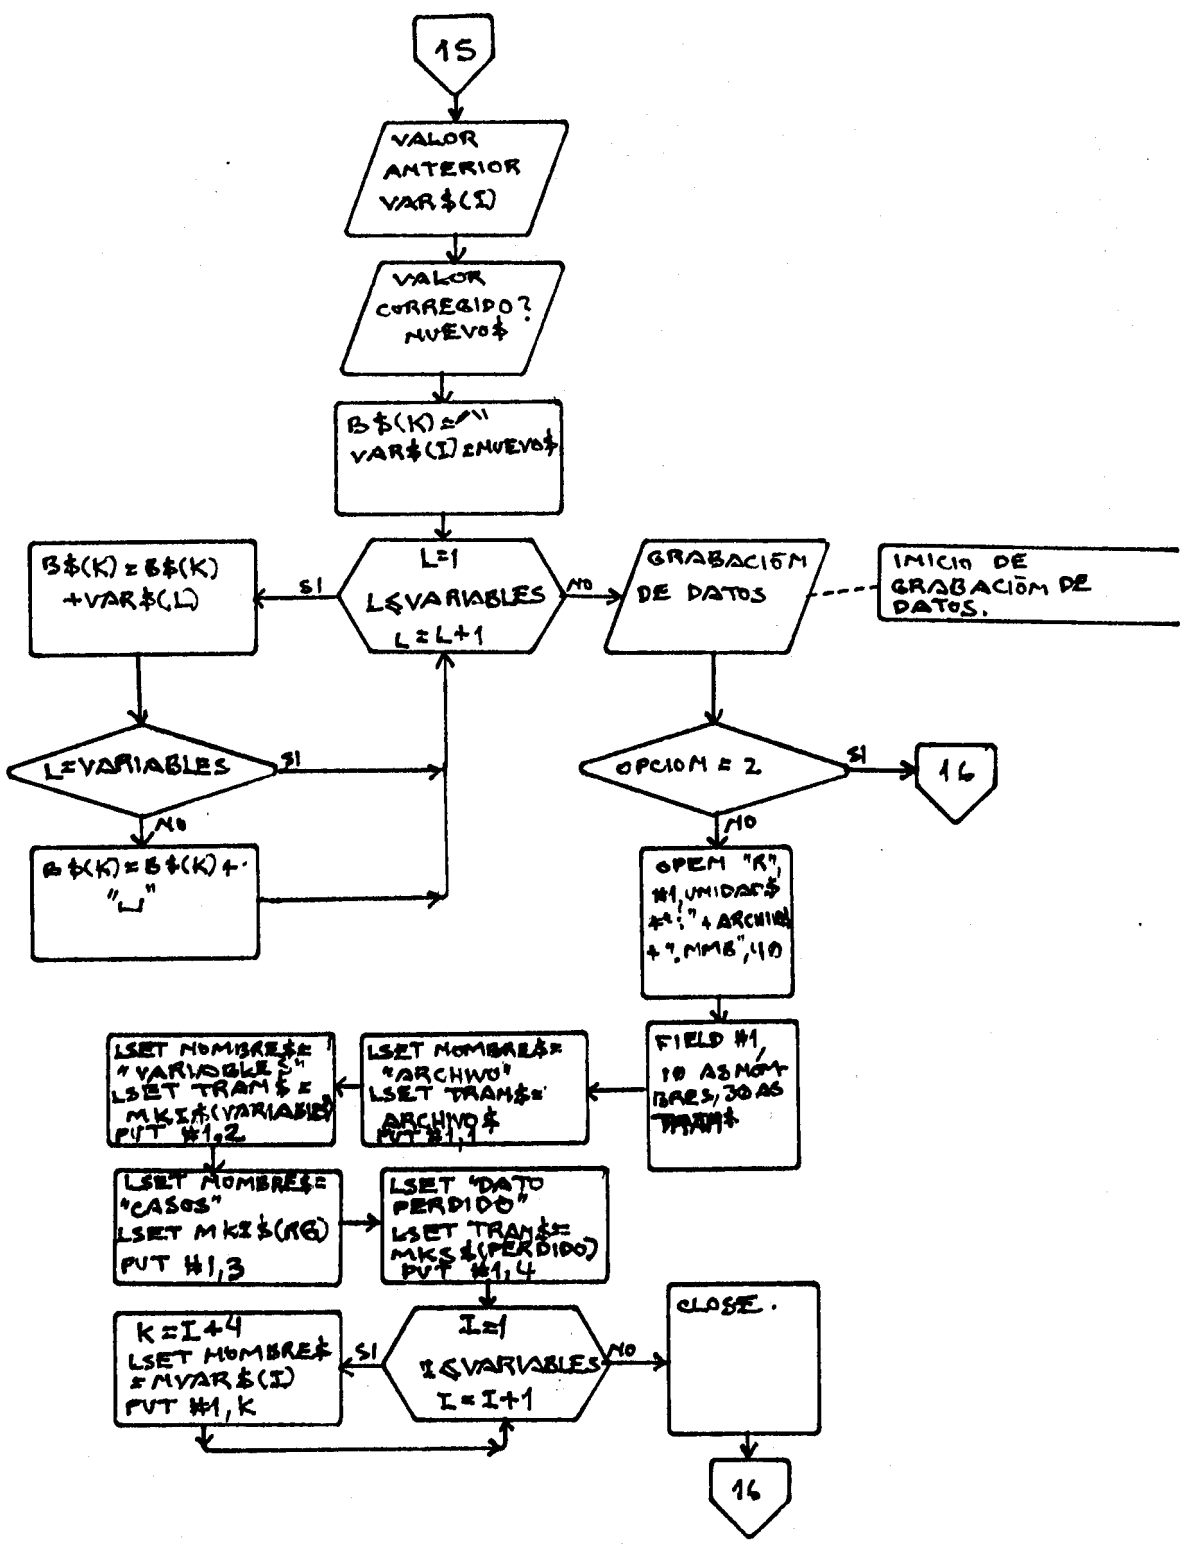 15
VALOR
ANTERIOR
VAR$(I)
VALOR
CORREGIDO?
NUEVO$
B$(K)=""
VAR$(I)=NUEVO$
L=1
L≤VARIABLES
L=L+1
SI
NO
B$(K)=B$(K)
+VAR$(L)
GRABACIÓN
DE DATOS
INICIO DE
GRABACIÓN DE
DATOS.
L=VARIABLES
SI
NO
OPCION=2
SI
16
NO
B$(K)=B$(K)+
"⌴"
OPEN "R",
#1, UNIDAD$
+":"+ARCHIVO$
+".NMB",40
FIELD #1,
10 AS NOM-
BRE$, 30 AS
TRAM$
LSET NOMBRE$=
"ARCHIVO"
LSET TRAM$=
ARCHIVO$
PUT #1,1
LSET NOMBRE$=
"VARIABLES"
LSET TRAM$=
MKI$(VARIABLES)
PUT #1,2
LSET NOMBRE$=
"CASOS"
LSET MKI$(RG)
PUT #1,3
LSET "DATO
PERDIDO"
LSET TRAM$=
MKS$(PERDIDO)
PUT #1,4
I=1
I≤VARIABLES
I=I+1
SI
NO
K=I+4
LSET NOMBRE$
=NVAR$(I)
PUT #1,K
CLOSE.
16